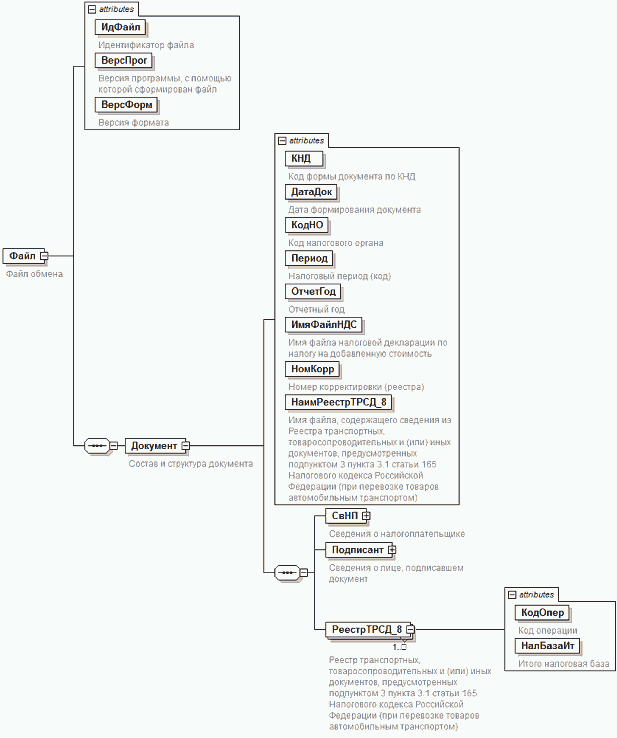 attributes
ИдФайл
Идентификатор файла
ВерсПрог
Версия программы, с помощью
которой сформирован файл
ВерсФорм
Версия формата
Файл
Файл обмена
Документ
Состав и структура документа
attributes
КНД
Код формы документа по КНД
ДатаДок
Дата формирования документа
КодНО
Код налогового органа
Период
Налоговый период (код)
ОтчетГод
Отчетный год
ИмяФайлНДС
Имя файла налоговой декларации по
налогу на добавленную стоимость
НомКорр
Номер корректировки (реестра)
НаимРеестрТРСД_8
Имя файла, содержащего сведения из
Реестра транспортных,
товаросопроводительных и (или) иных
документов, предусмотренных
подпунктом 3 пункта 3.1 статьи 165
Налогового кодекса Российской
Федерации (при перевозке товаров
автомобильным транспортом)
СвНП
Сведения о налогоплательщике
Подписант
Сведения о лице, подписавшем
документ
РеестрТРСД_8
1..
Реестр транспортных,
товаросопроводительных и (или) иных
документов, предусмотренных
подпунктом 3 пункта 3.1 статьи 165
Налогового кодекса Российской
Федерации (при перевозке товаров
автомобильным транспортом)
attributes
КодОпер
Код операции
НалБазаИт
Итого налоговая база